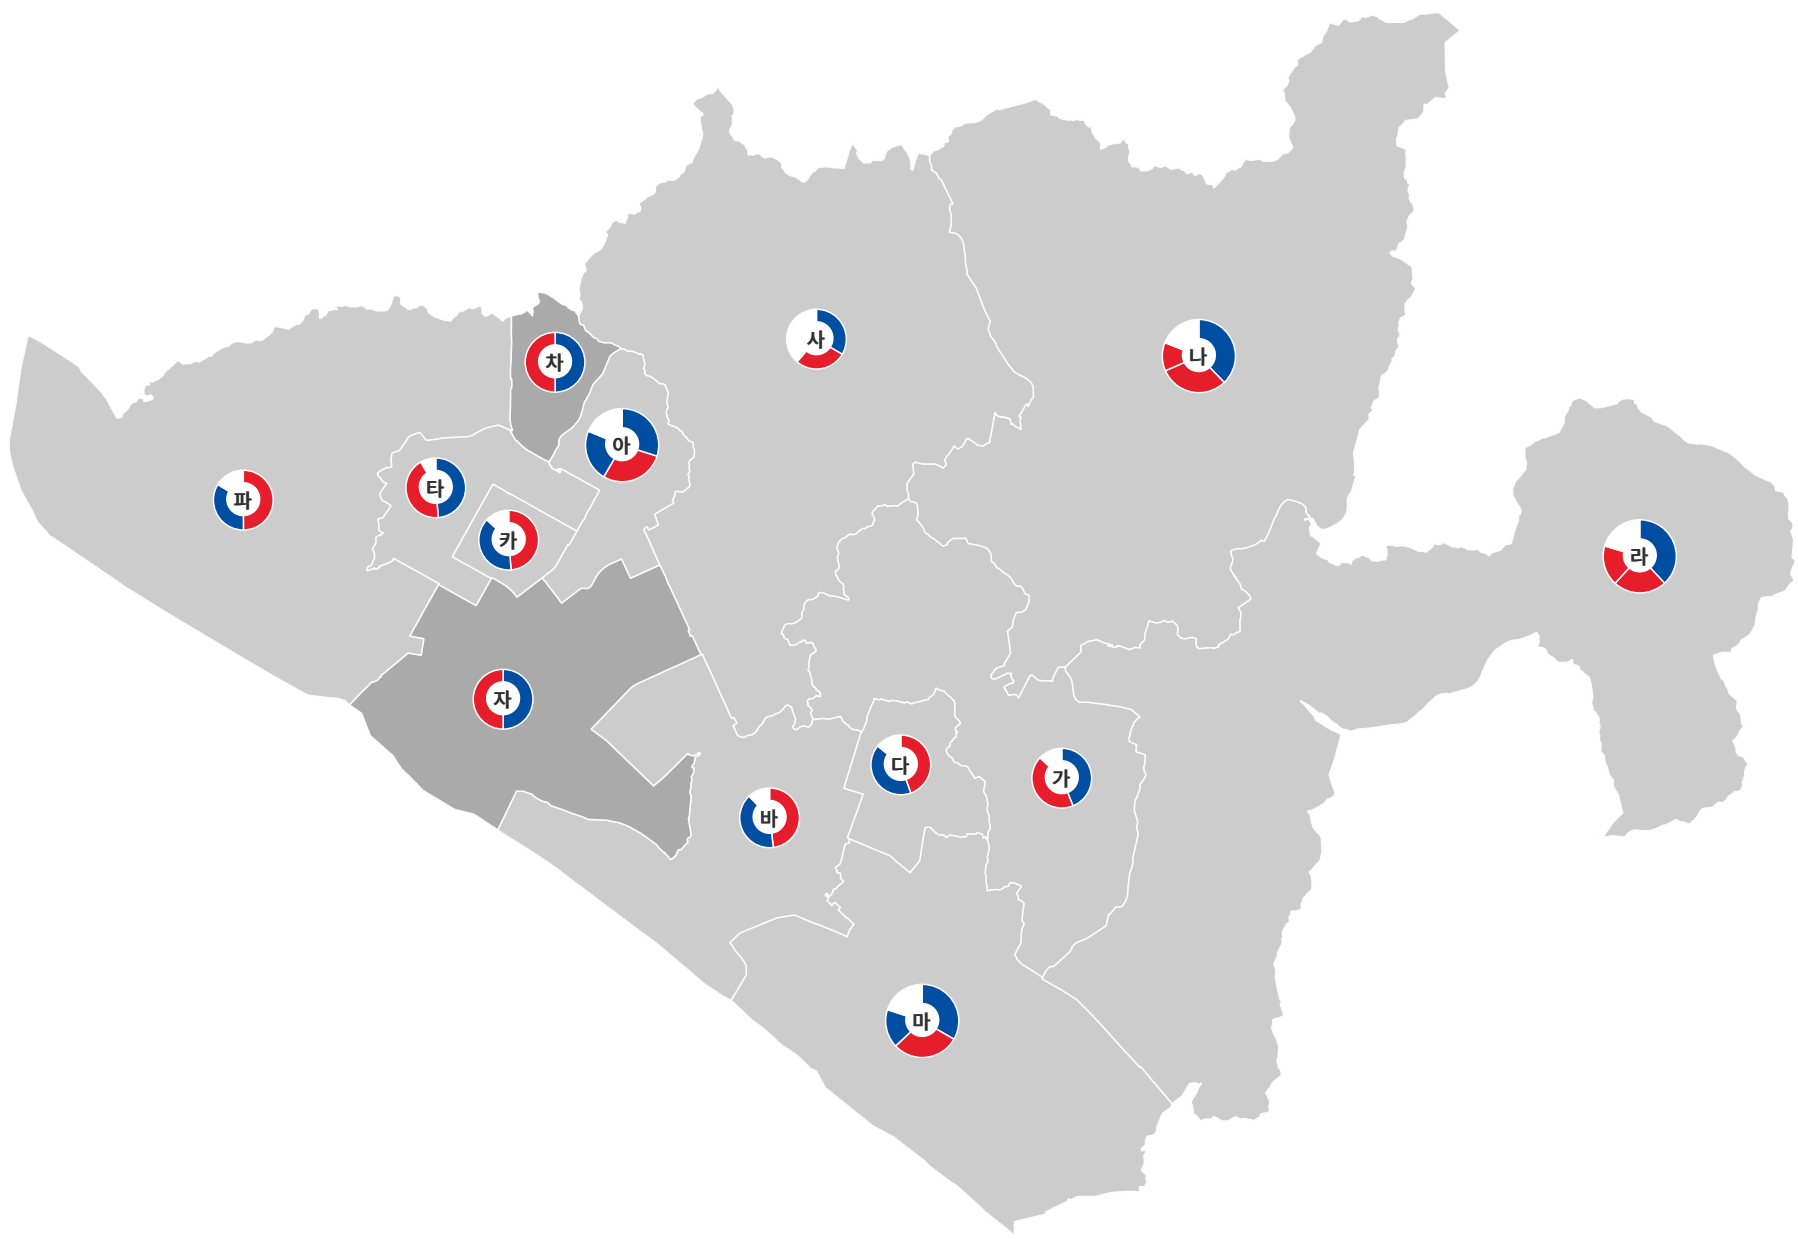 사
나
차
아
타
파
카
라
자
다
가
바
마